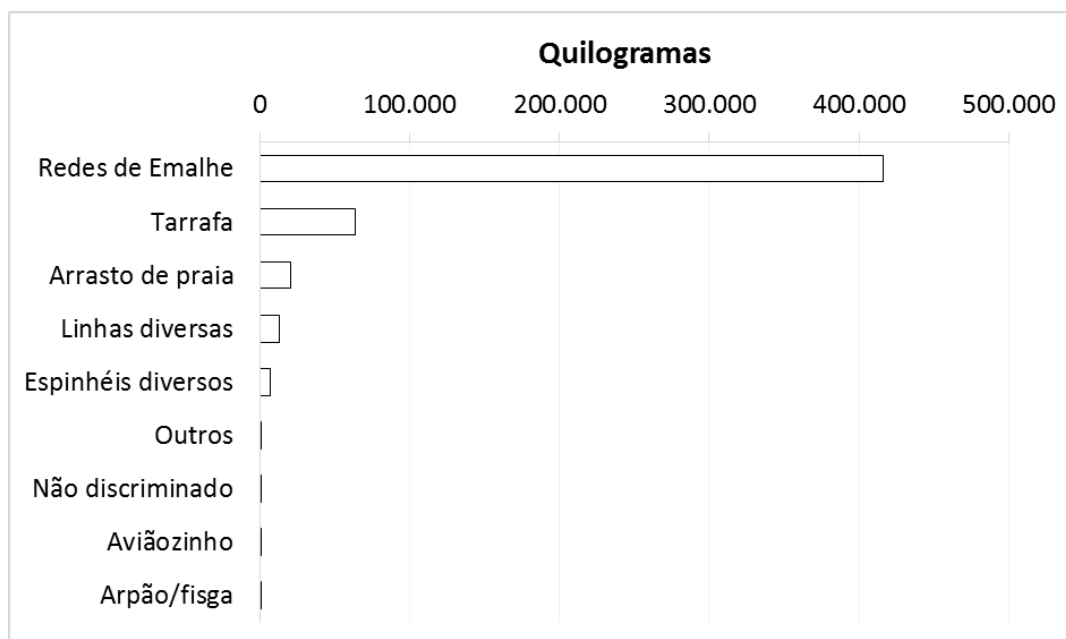 Quilogramas
0 100.000 200.000 300.000 400.000 500.000
Redes de Emalhe
Tarrafa
Arrasto de praia
Linhas diversas
Espinhéis diversos
Outros
Não discriminado
Aviãozinho
Arpão/fisga